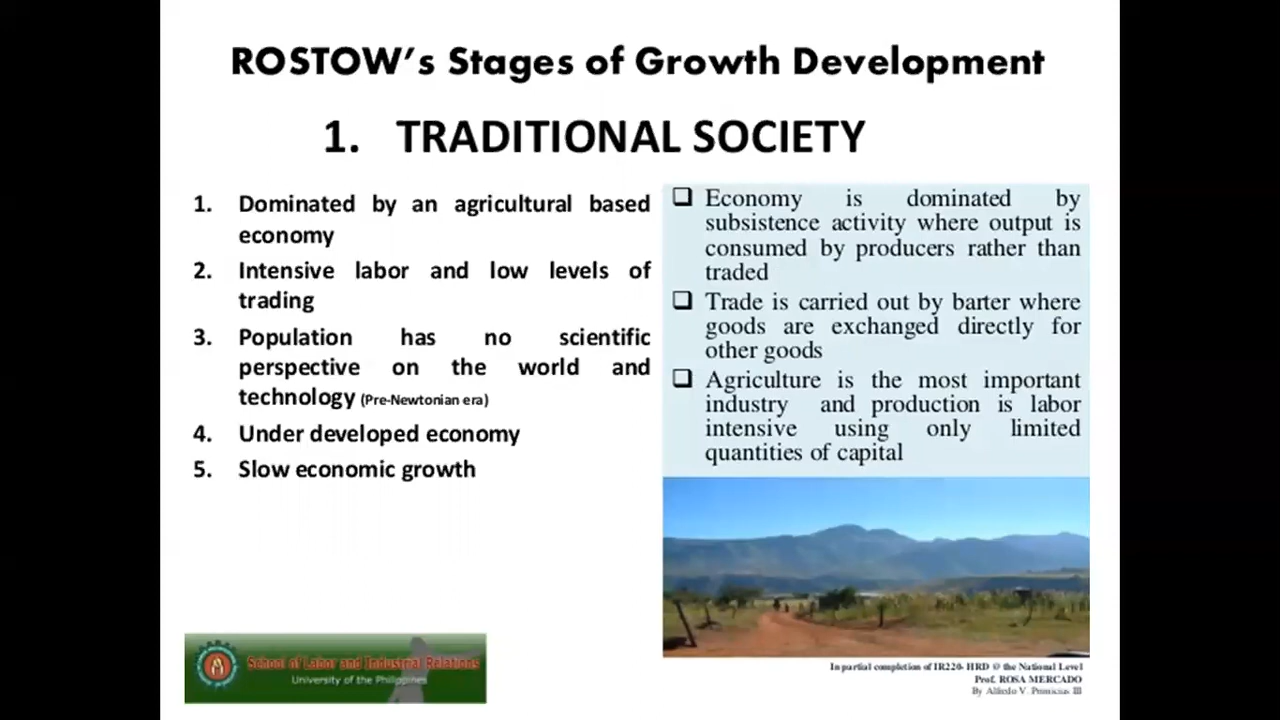 ROSTOW's Stages of Growth Development
1. TRADITIONAL SOCIETY
1. Dominated by an agricultural based
economy
2. Intensive labor and low levels of
trading
3. Population has no scientific
perspective on the world and
technology (Pre-Newtonian era)
4. Under developed economy
5. Slow economic growth
Economy is dominated by
subsistence activity where output is
consumed by producers rather than
traded
Trade is carried out by barter where
goods are exchanged directly for
other goods
Agriculture is the most important
industry and production is labor
intensive using only limited
quantities of capital
School of Labor and Industrial Relations
University of the Philippines
In partial completion of IR220- HRD @ the National Level
Prof. ROSA MERCADO
By Alfredo V. III